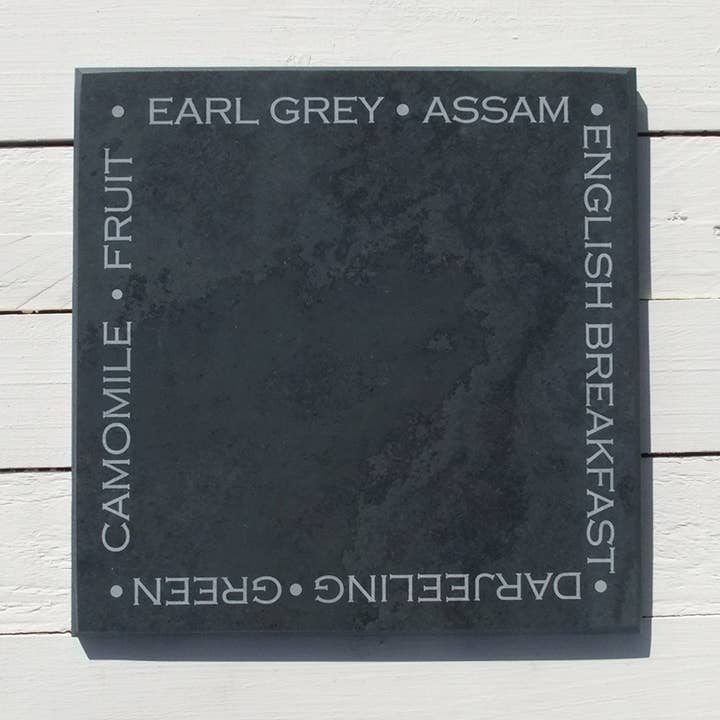 • EARL GREY • ASSAM •
ENGLISH BREAKFAST
• DARJEELING • GREEN •
CAMOMILE • FRUIT